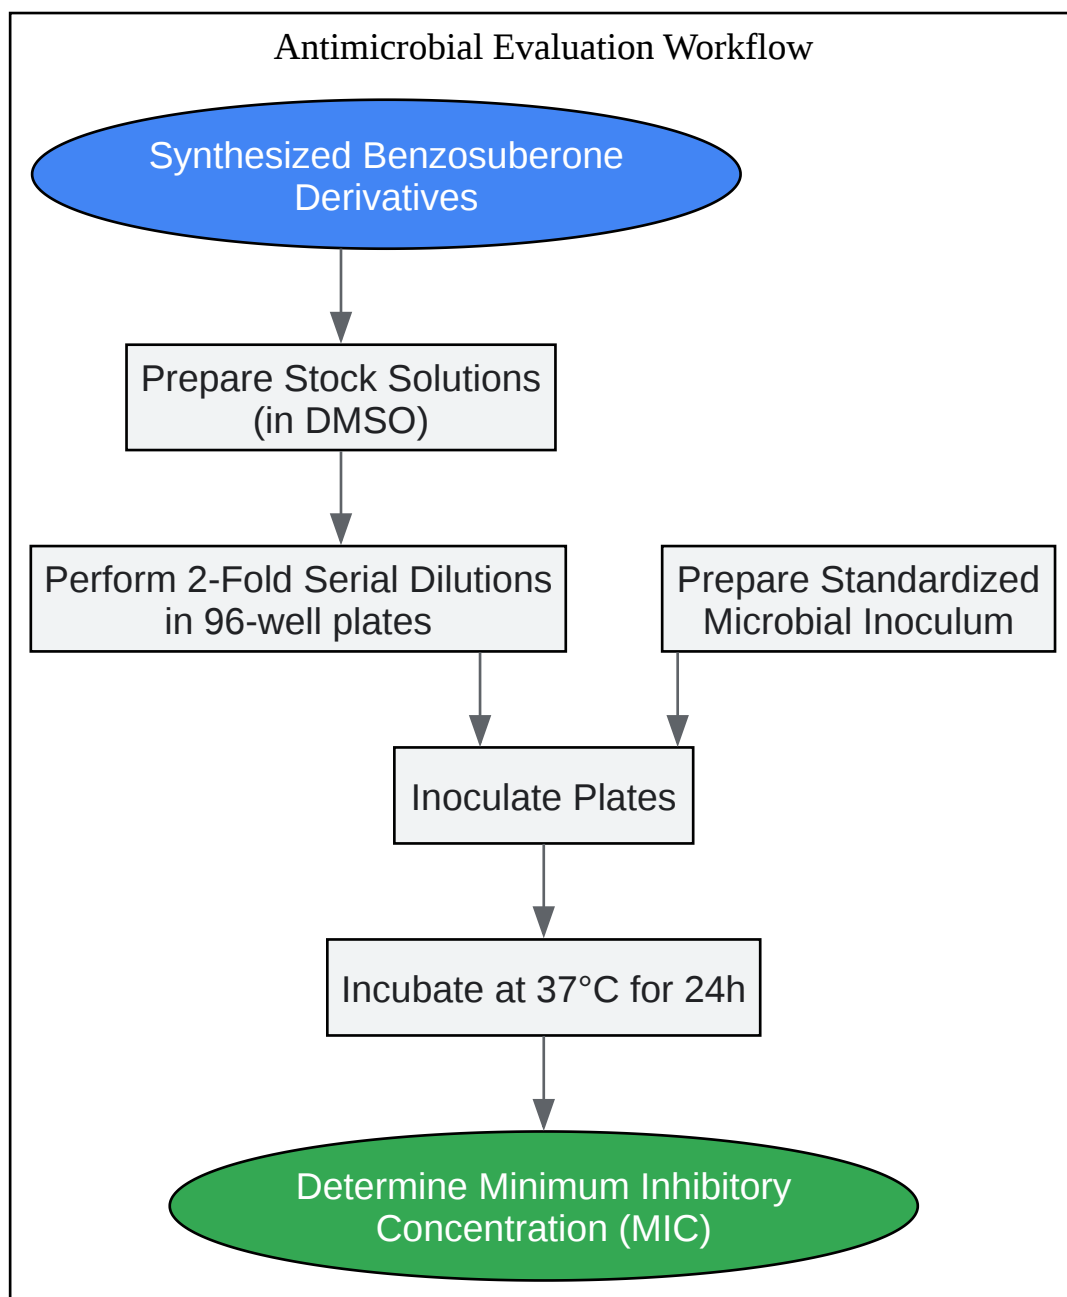 Antimicrobial Evaluation Workflow
Synthesized Benzosuberone
Derivatives
Prepare Stock Solutions
(in DMSO)
Perform 2-Fold Serial Dilutions
in 96-well plates
Prepare Standardized
Microbial Inoculum
Inoculate Plates
Incubate at 37°C for 24h
Determine Minimum Inhibitory
Concentration (MIC)